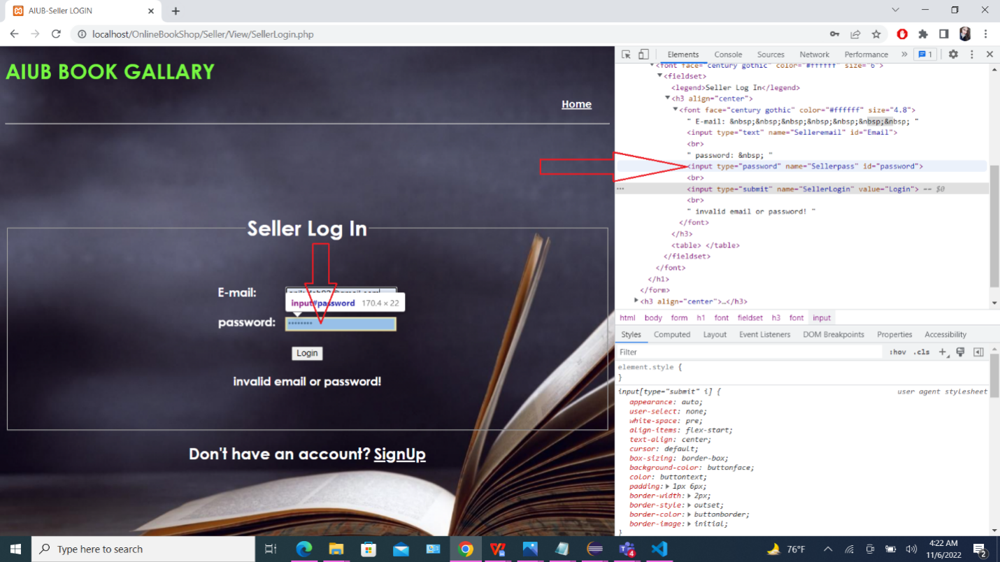 AIUB-Seller LOGIN
localhost/OnlineBookShop/Seller/View/SellerLogin.php
AIUB BOOK GALLARY
Home
Seller Log In
E-mail:
input#password 170.4 × 22
password: ••••••••
Login
invalid email or password!
Don't have an account? SignUp
Elements Console Sources Network Performance » 1
<font face="century gothic" color="#ffffff" size="6">
<fieldset>
<legend>Seller Log In</legend>
<h3 align="center">
<font face="century gothic" color="#ffffff" size="4.8">
" E-mail: &nbsp;&nbsp;&nbsp;&nbsp;&nbsp;&nbsp;&nbsp; "
<input type="text" name="Selleremail" id="Email">
<br>
" password: &nbsp; "
<input type="password" name="Sellerpass" id="password">
<br>
<input type="submit" name="SellerLogin" value="Login"> == $0
<br>
" invalid email or password! "
</font>
</h3>
<table> </table>
</fieldset>
</font>
</h1>
</form>
<h3 align="center">…</h3>
html body form h1 font fieldset h3 font input
Styles Computed Layout Event Listeners DOM Breakpoints Properties Accessibility
Filter :hov .cls +
element.style {
}
input[type="submit" i] { user agent stylesheet
appearance: auto;
user-select: none;
white-space: pre;
align-items: flex-start;
text-align: center;
cursor: default;
box-sizing: border-box;
background-color: buttonface;
color: buttontext;
padding: 1px 6px;
border-width: 2px;
border-style: outset;
border-color: buttonborder;
border-image: initial;
}
Type here to search
4
76°F
4:22 AM
11/6/2022
2